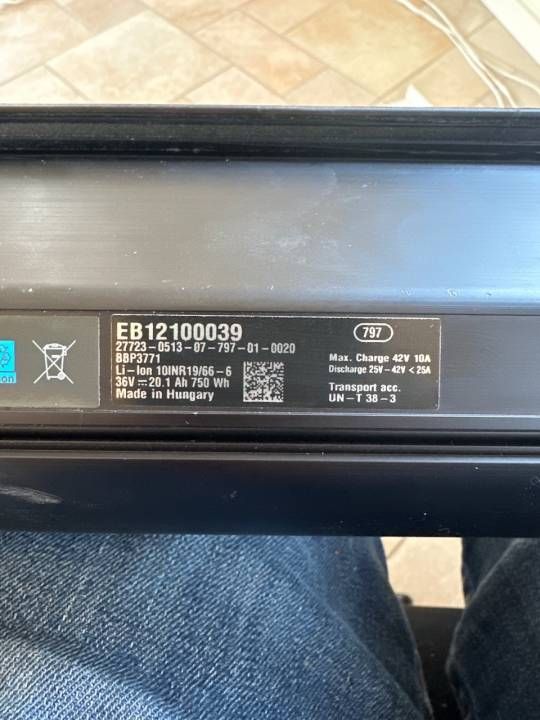 EB12100039
27723-0513-07-797-01-0020
BBP3771
Li-Ion 10INR19/66-6
36V⎓20.1 Ah 750 Wh
Made in Hungary
797
Max. Charge 42V 10A
Discharge 25V-42V < 25A
Transport acc.
UN-T 38-3